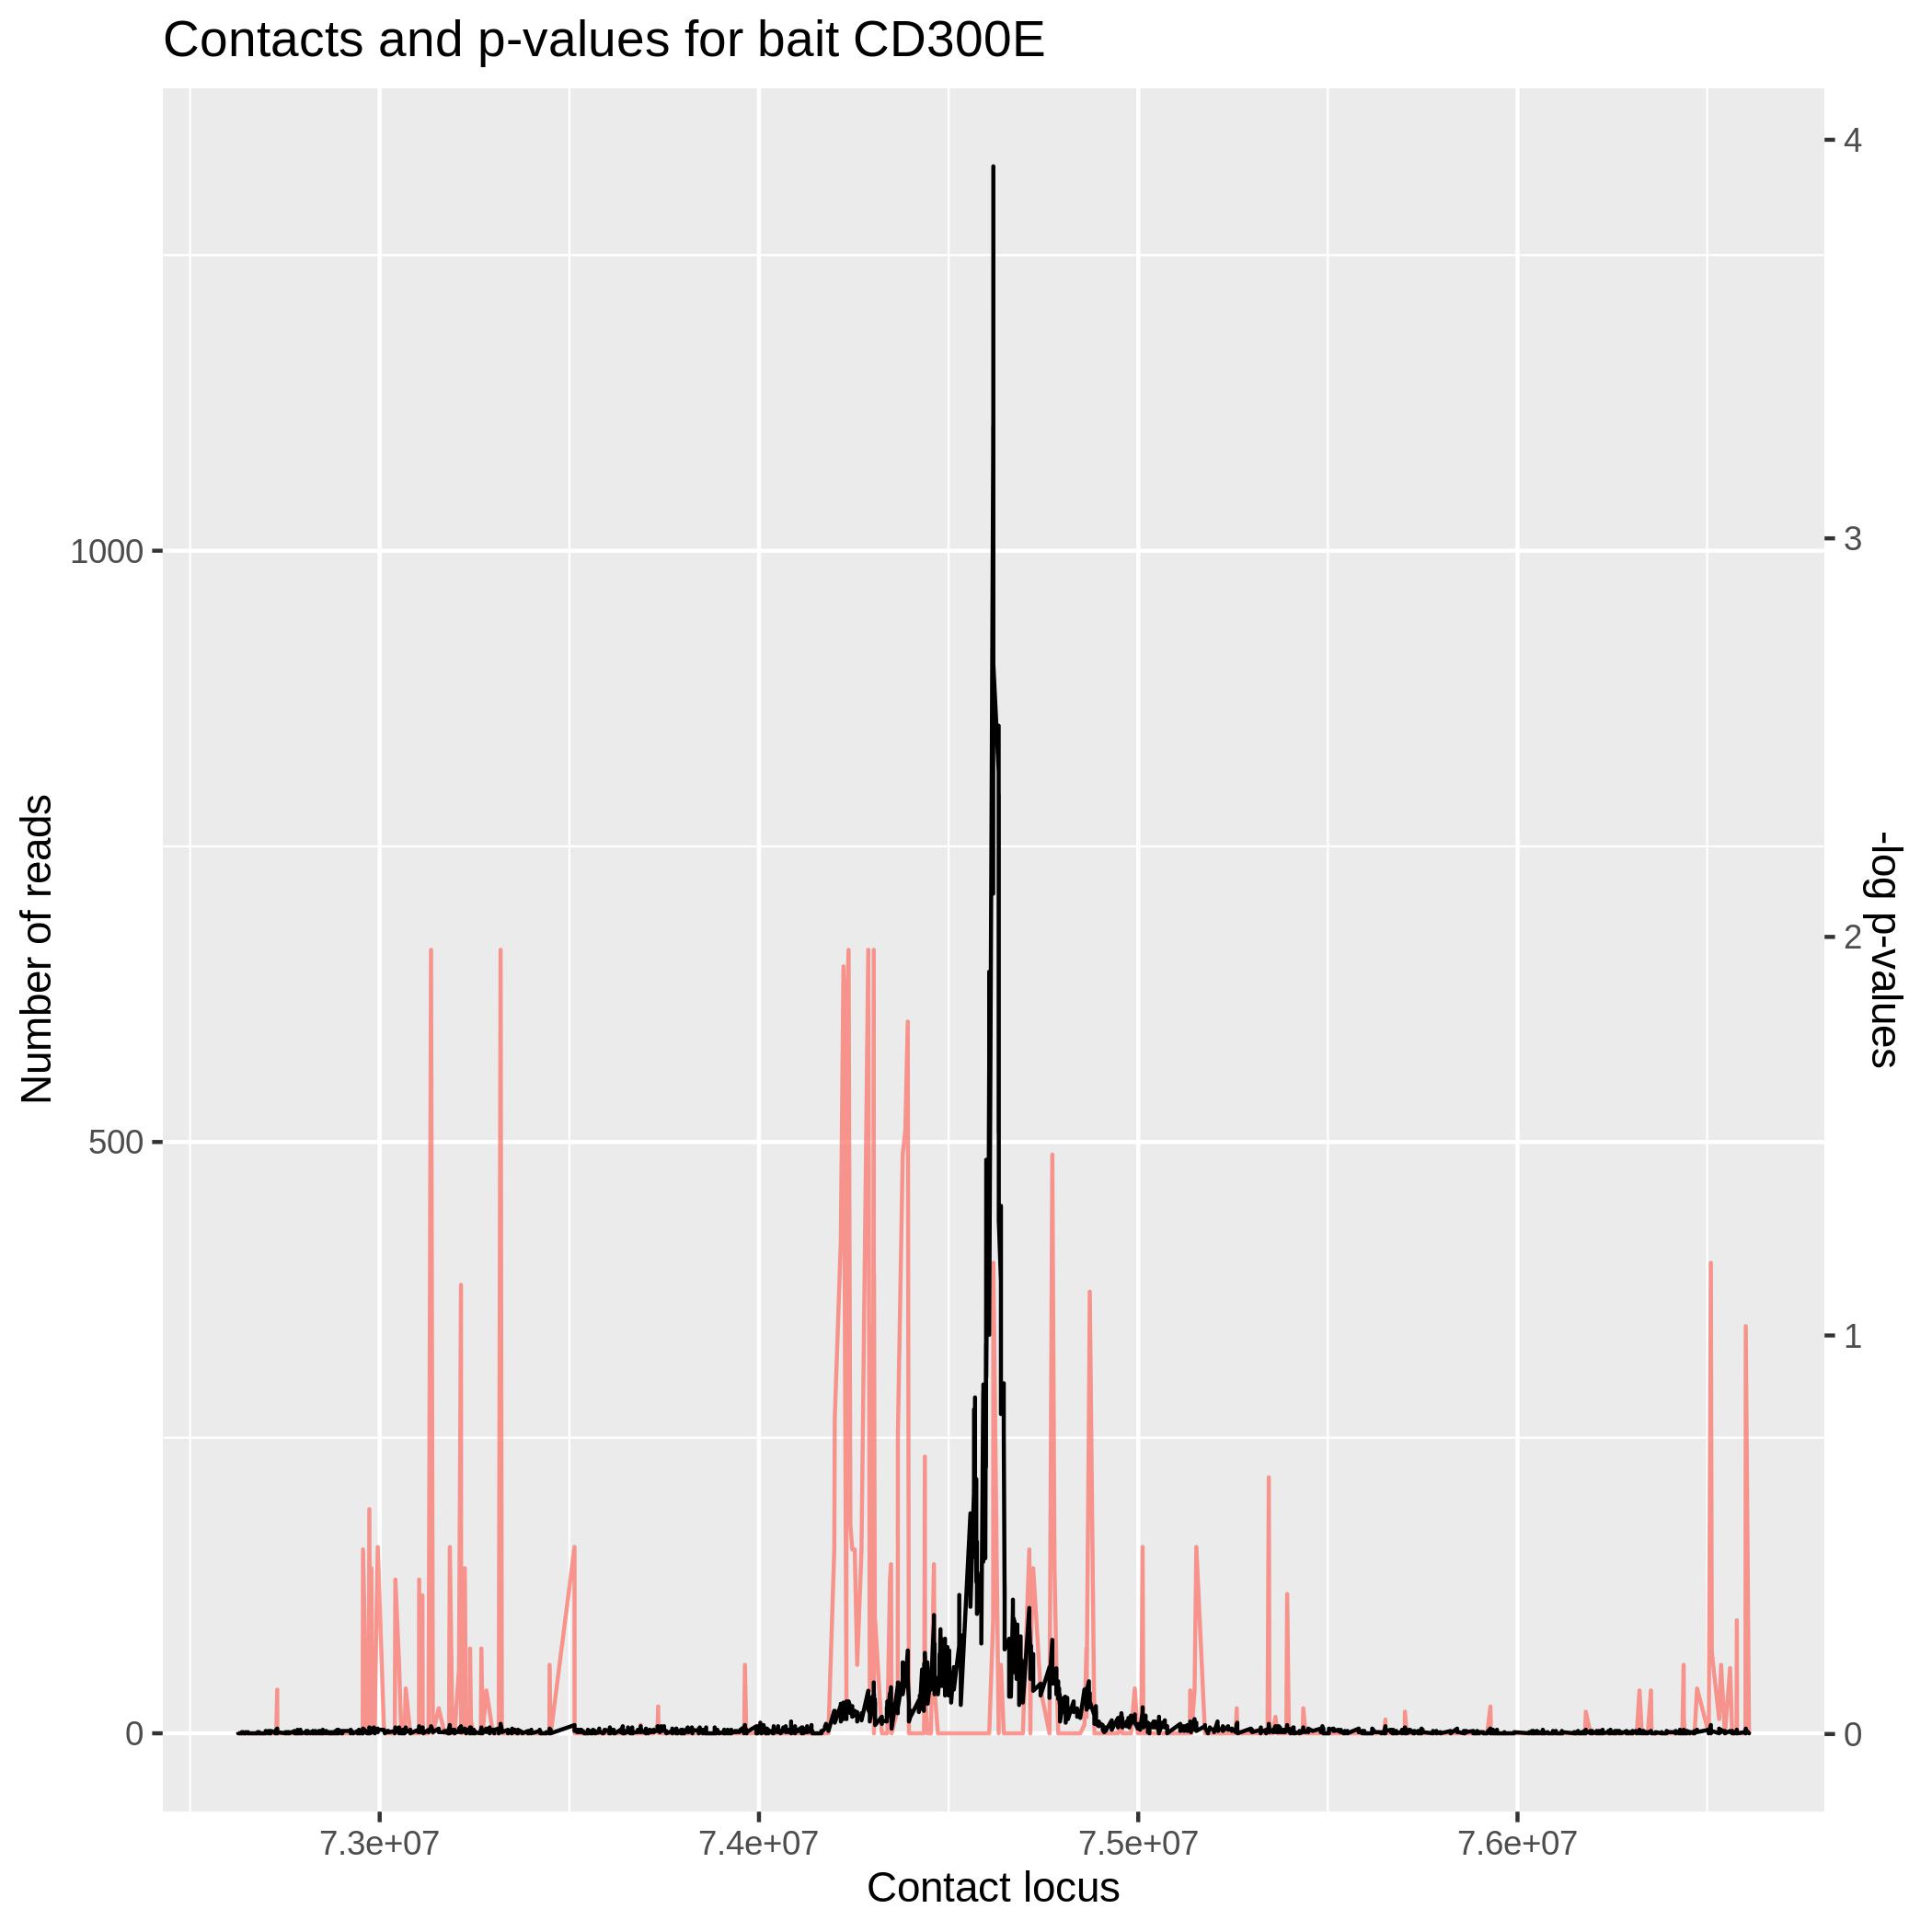 Contacts and p-values for bait CD300E
Number of reads
1000
500
0
4
3
2
1
0
-log p-values
7.3e+07
7.4e+07
7.5e+07
7.6e+07
Contact locus